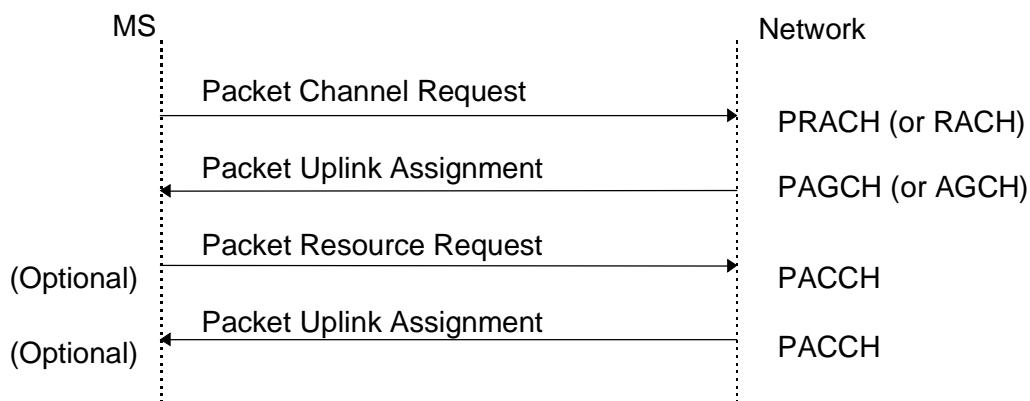 MS
Network
Packet Channel Request
PRACH (or RACH)
Packet Uplink Assignment
PAGCH (or AGCH)
Packet Resource Request
(Optional)
PACCH
Packet Uplink Assignment
(Optional)
PACCH